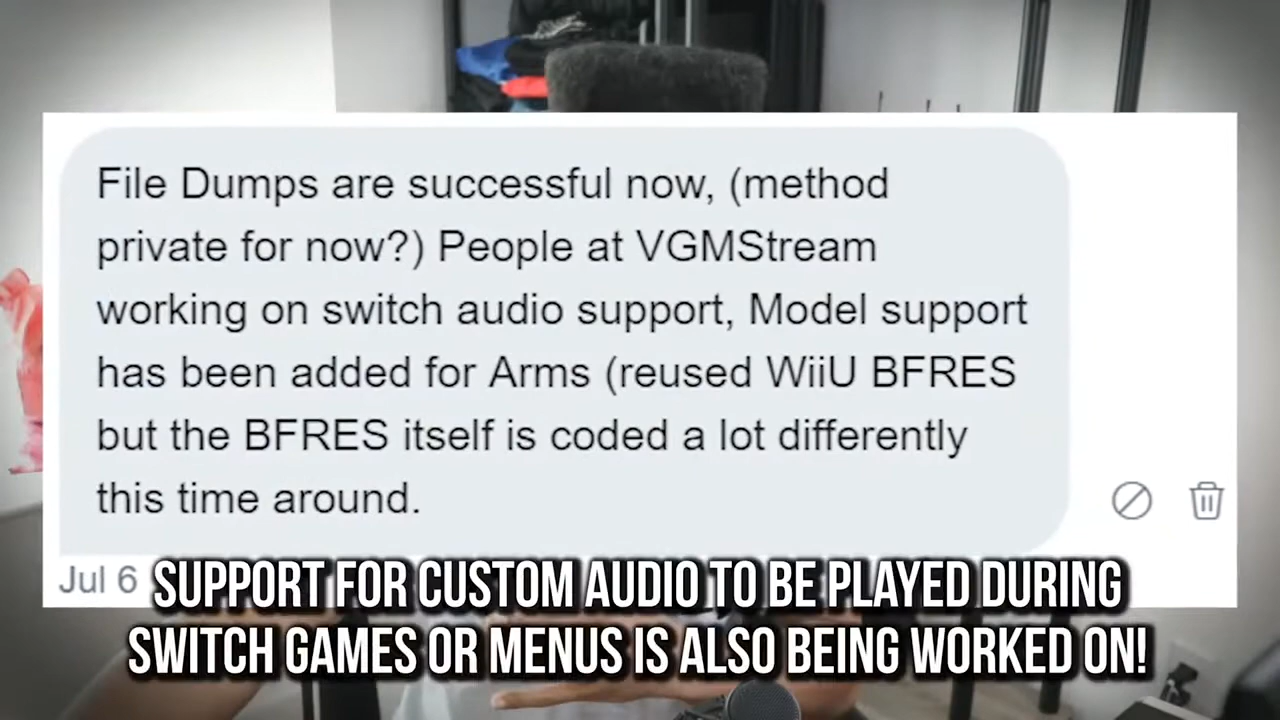 File Dumps are successful now, (method
private for now?) People at VGMStream
working on switch audio support, Model support
has been added for Arms (reused WiiU BFRES
but the BFRES itself is coded a lot differently
this time around.
Jul 6
SUPPORT FOR CUSTOM AUDIO TO BE PLAYED DURING
SWITCH GAMES OR MENUS IS ALSO BEING WORKED ON!